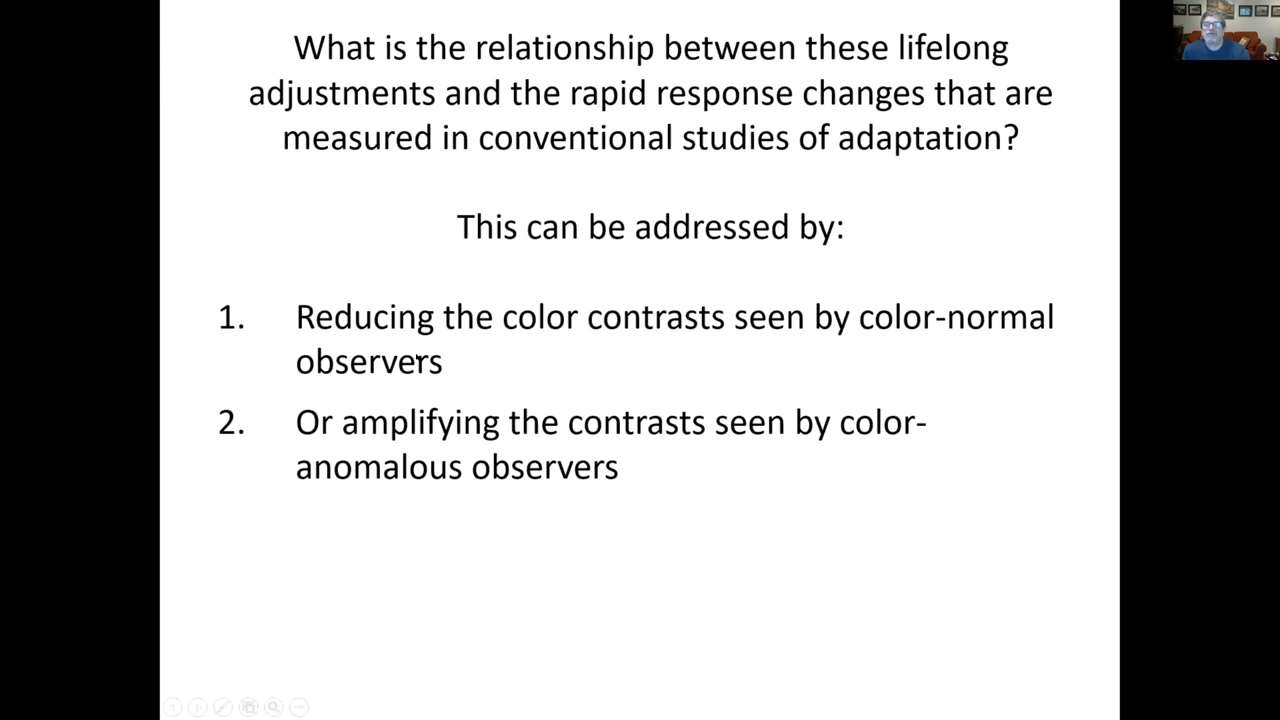 What is the relationship between these lifelong
adjustments and the rapid response changes that are
measured in conventional studies of adaptation?
This can be addressed by:
1. Reducing the color contrasts seen by color-normal
observers
2. Or amplifying the contrasts seen by color-
anomalous observers